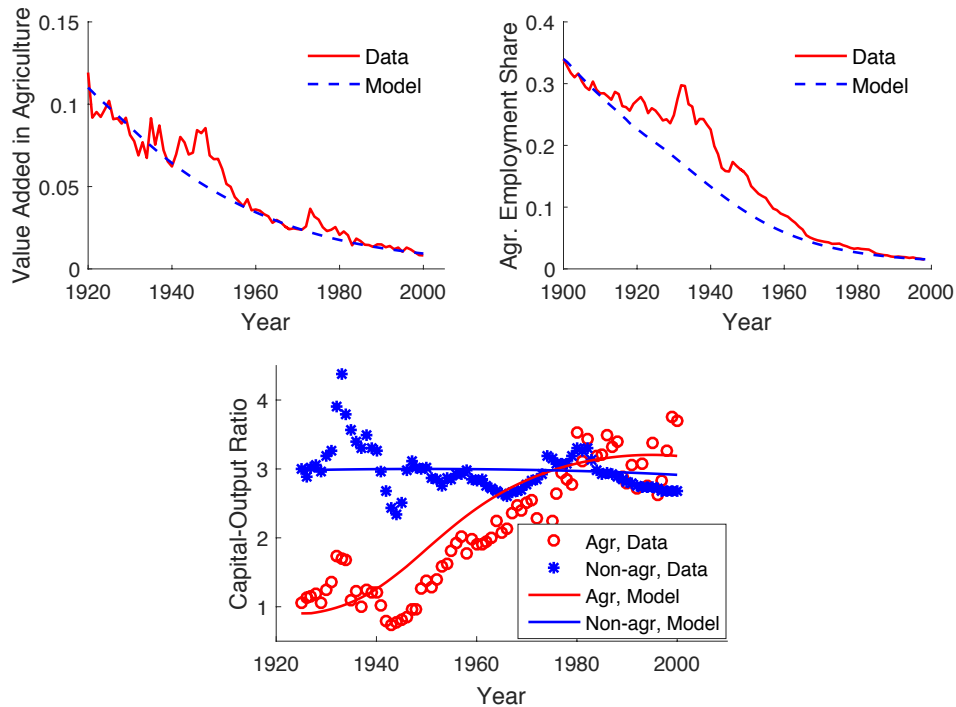 Value Added in Agriculture
0.15
0.1
0.05
0
Data
Model
1920 1940 1960 1980 2000
Year
Agr. Employment Share
0.4
0.3
0.2
0.1
0
Data
Model
1900 1920 1940 1960 1980 2000
Year
Capital-Output Ratio
4
3
2
1
Agr, Data
Non-agr, Data
Agr, Model
Non-agr, Model
1920 1940 1960 1980 2000
Year